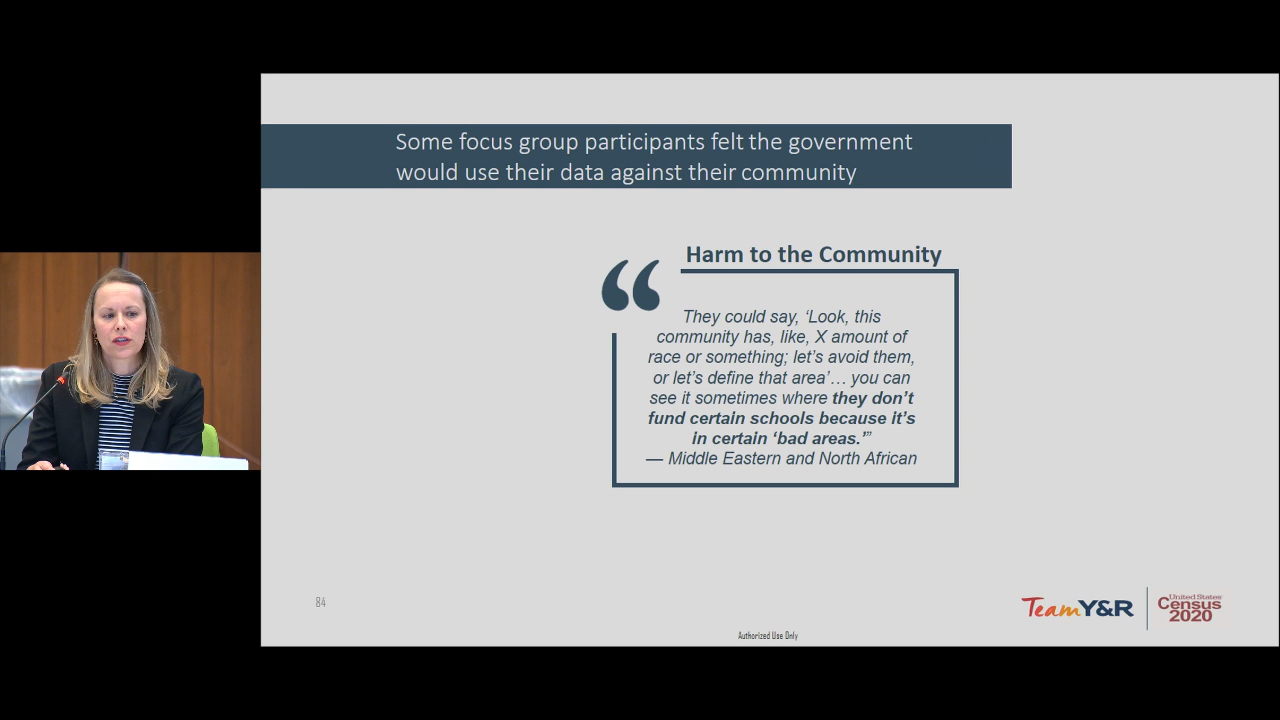 Some focus group participants felt the government
would use their data against their community
Harm to the Community
“
They could say, ‘Look, this
community has, like, X amount of
race or something; let’s avoid them,
or let’s define that area’… you can
see it sometimes where they don’t
fund certain schools because it’s
in certain ‘bad areas.’”
— Middle Eastern and North African
84
TeamY&R
United States
Census
2020
Authorized Use Only